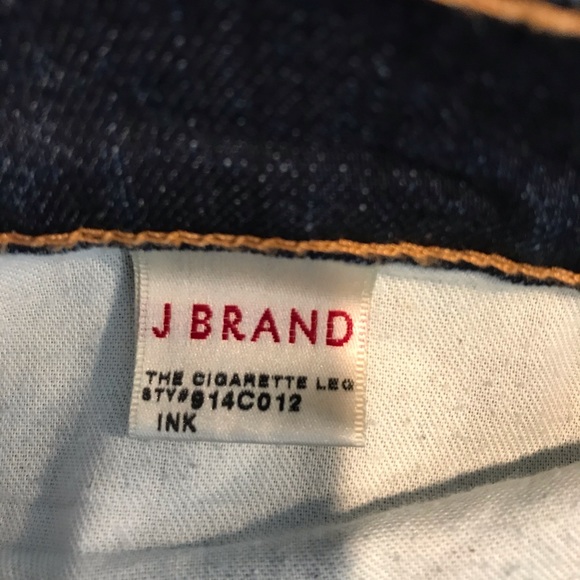 J BRAND
THE CIGARETTE LEG
STY#914C012
INK